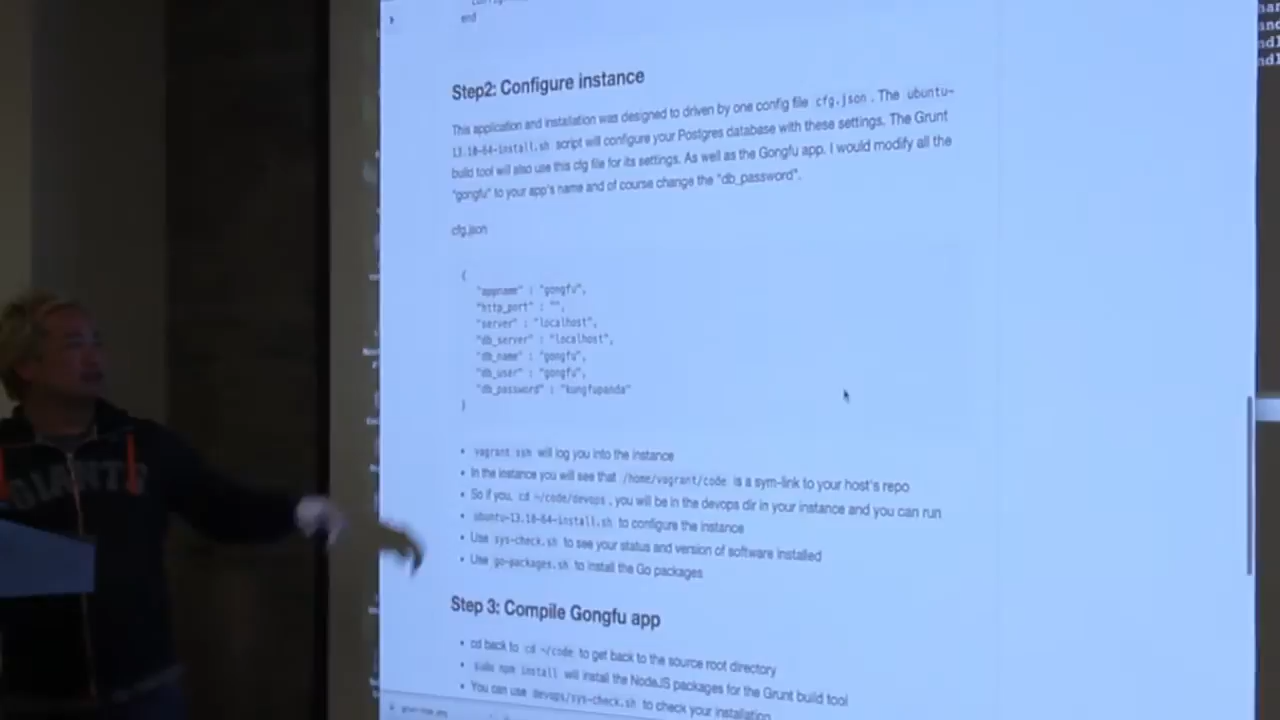 end
Step2: Configure instance
This application and installation was designed to driven by one config file cfg.json . The ubuntu-
13.10-64-install.sh script will configure your Postgres database with these settings. The Grunt
build tool will also use this cfg file for its settings. As well as the Gongfu app. I would modify all the
"gongfu" to your app's name and of course change the "db_password".
cfg.json
{
"appname" : "gongfu",
"http_port" : "",
"server" : "localhost",
"db_server" : "localhost",
"db_name" : "gongfu",
"db_user" : "gongfu",
"db_password" : "kungfupanda"
}
• vagrant ssh will log you into the instance
• In the instance you will see that /home/vagrant/code is a sym-link to your host's repo
• So if you, cd ~/code/devops , you will be in the devops dir in your instance and you can run
• ubuntu-13.10-64-install.sh to configure the instance
• Use sys-check.sh to see your status and version of software installed
• Use go-packages.sh to install the Go packages
Step 3: Compile Gongfu app
• cd back to cd ~/code to get back to the source root directory
• sudo npm install will install the NodeJS packages for the Grunt build tool
• You can use devops/sys-check.sh to check your installation
GIANTS